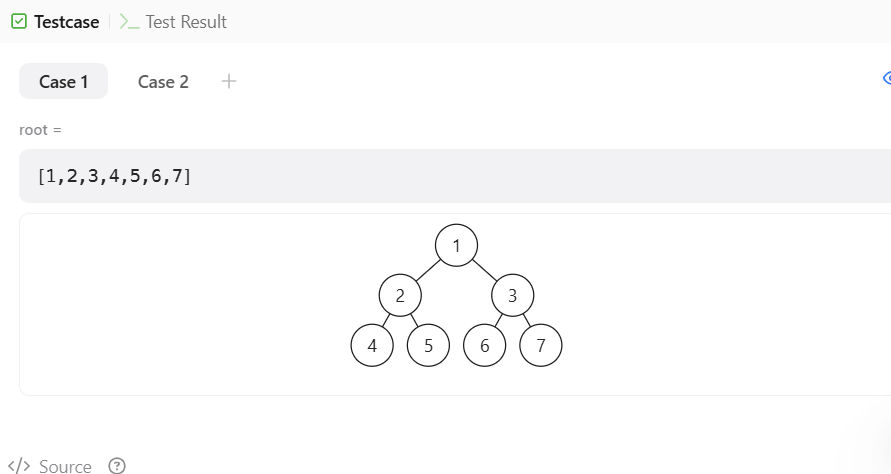 Testcase Test Result
Case 1 Case 2 +
root =
[1,2,3,4,5,6,7]
1
2 3
4 5 6 7
</> Source ?